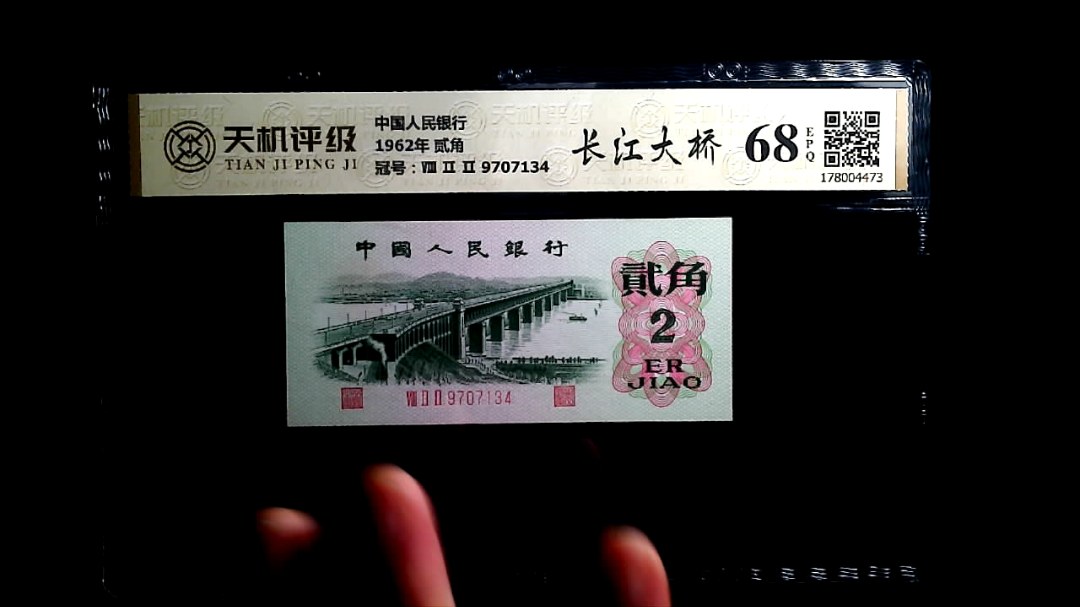 天机评级
TIAN JI PING JI
中国人民银行
1962年 贰角
冠号：Ⅷ Ⅱ Ⅱ 9707134
长江大桥
68
EPQ
178004473
中國人民銀行
貳角
2
ER
JIAO
Ⅷ Ⅱ Ⅱ 9707134